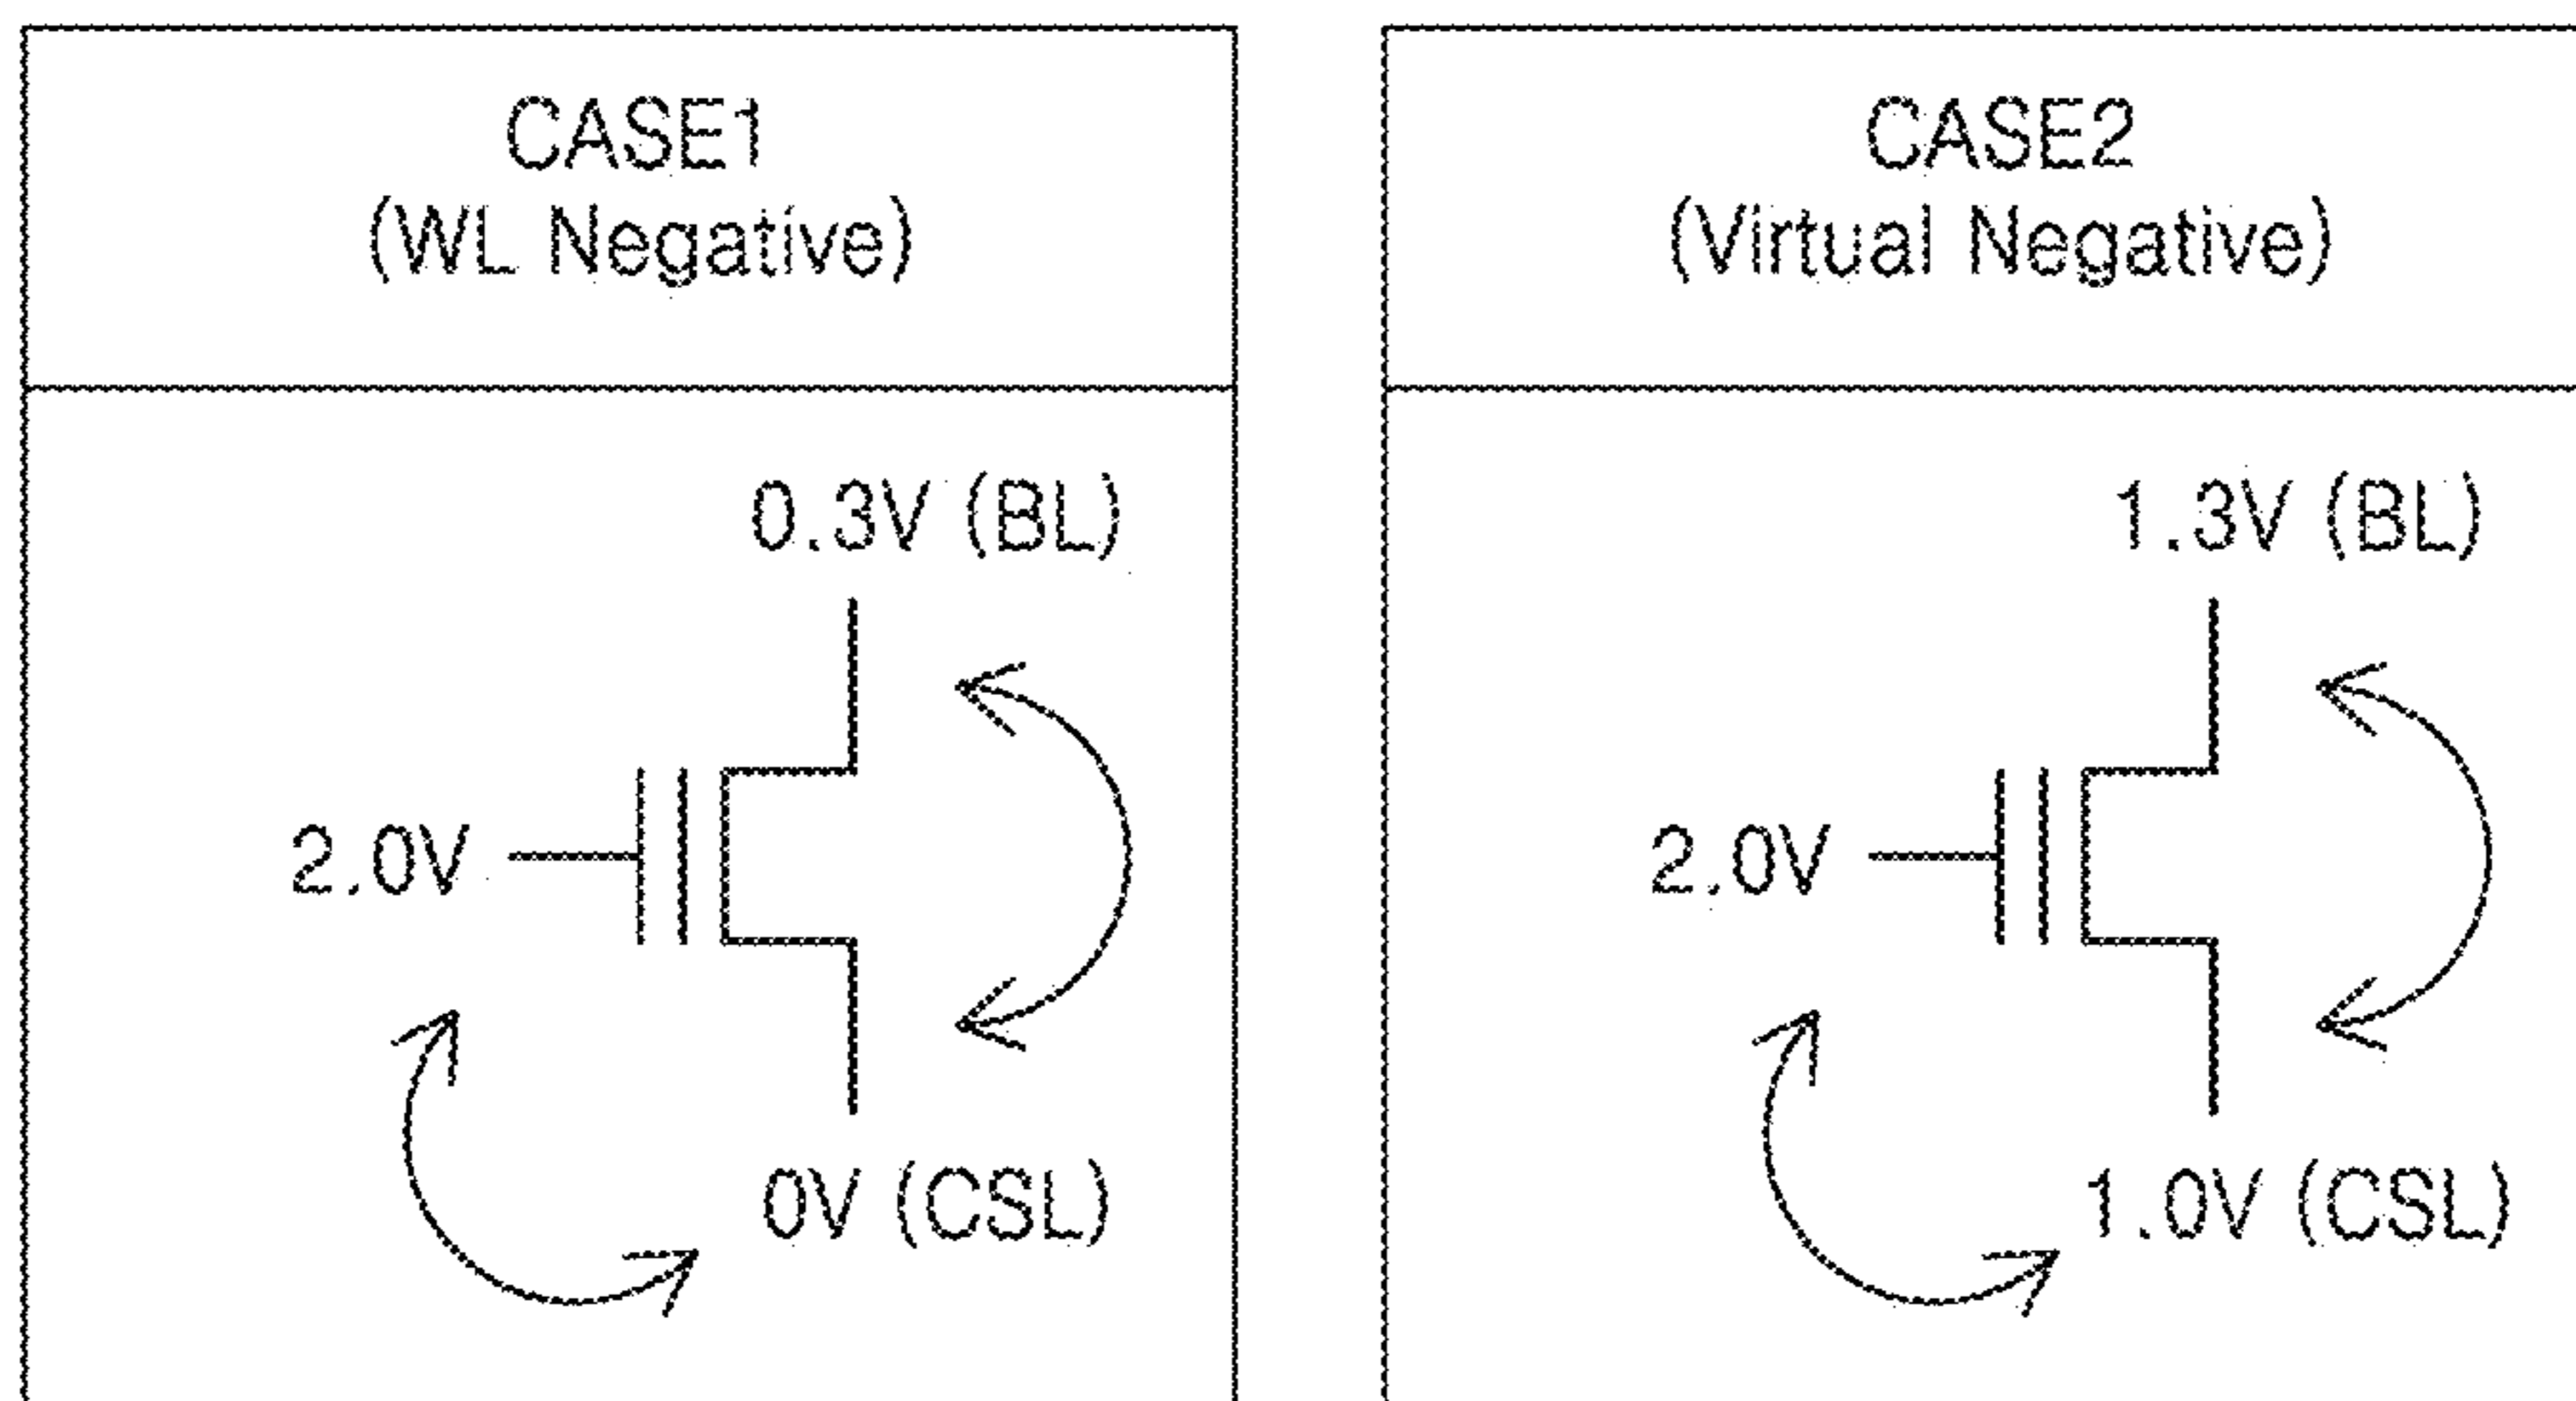 CASE1
(WL Negative)
0.3V (BL)
2.0V
0V (CSL)
CASE2
(Virtual Negative)
1.3V (BL)
2.0V
1.0V (CSL)